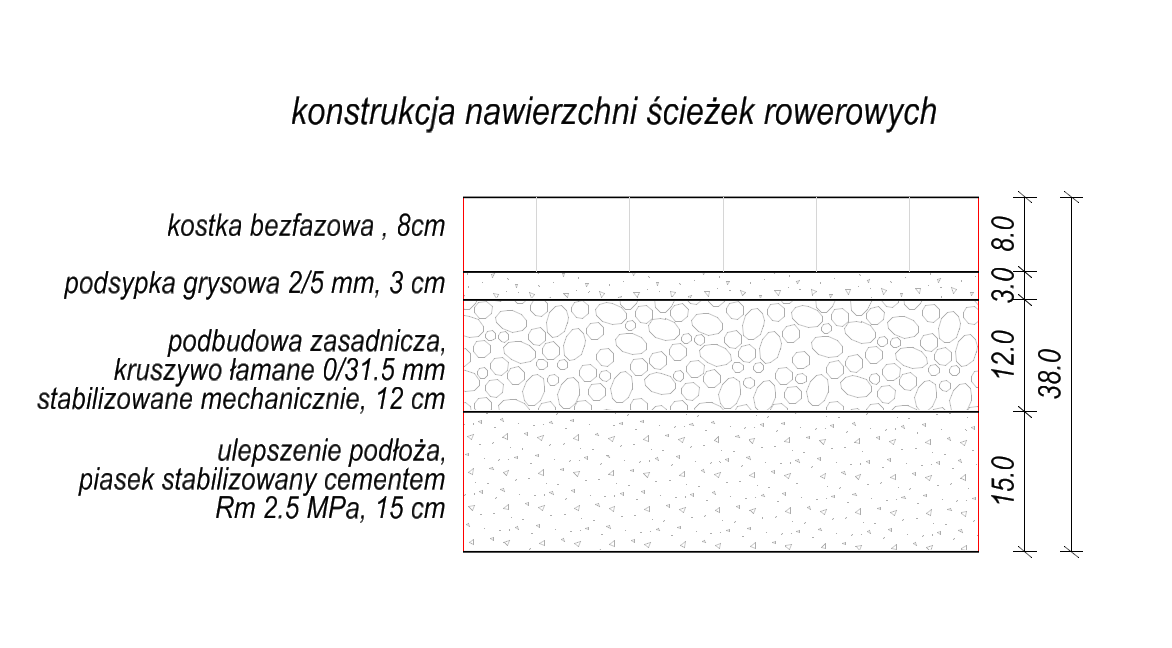 konstrukcja nawierzchni ścieżek rowerowych
kostka bezfazowa , 8cm
podsypka grysowa 2/5 mm, 3 cm
podbudowa zasadnicza,
kruszywo łamane 0/31.5 mm
stabilizowane mechanicznie, 12 cm
ulepszenie podłoża,
piasek stabilizowany cementem
Rm 2.5 MPa, 15 cm
8.0
3.0
12.0
15.0
38.0